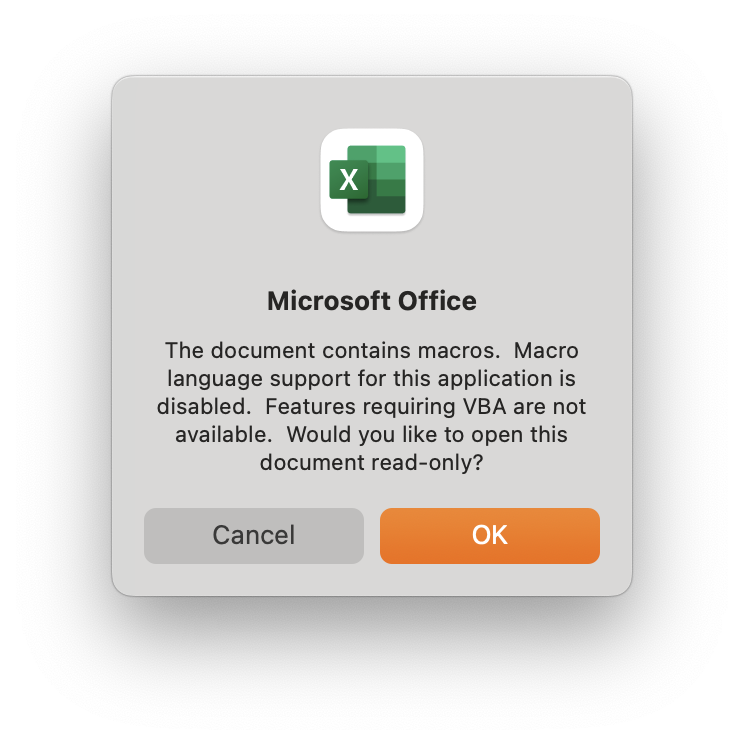 X
Microsoft Office
The document contains macros.  Macro
language support for this application is
disabled.  Features requiring VBA are not
available.  Would you like to open this
document read-only?
Cancel
OK